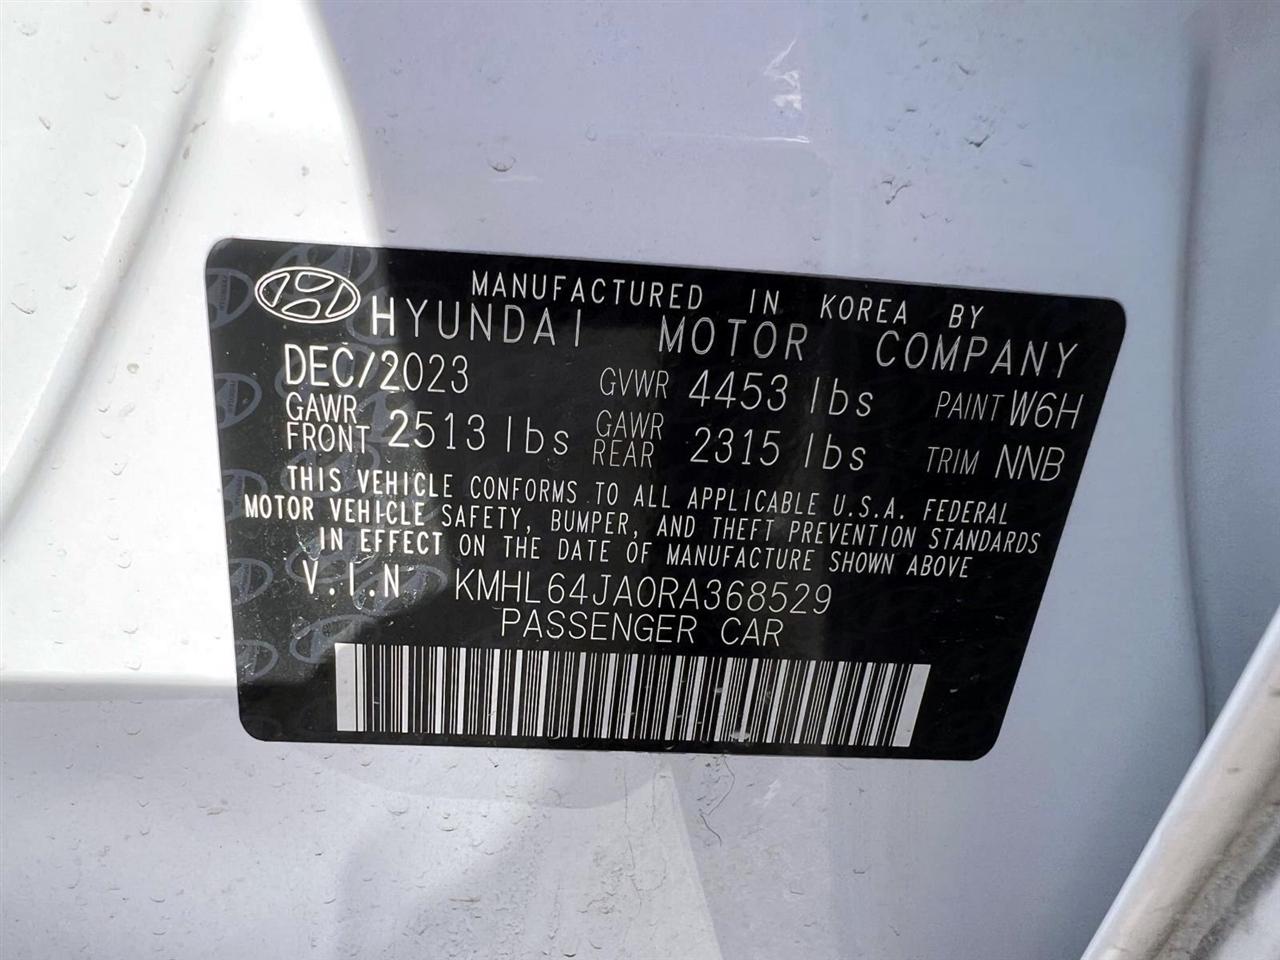 MANUFACTURED IN KOREA BY
HYUNDAI MOTOR COMPANY
DEC/2023 GVWR 4453 lbs PAINT W6H
GAWR FRONT 2513 lbs GAWR REAR 2315 lbs TRIM NNB
THIS VEHICLE CONFORMS TO ALL APPLICABLE U.S.A. FEDERAL
MOTOR VEHICLE SAFETY, BUMPER, AND THEFT PREVENTION STANDARDS
IN EFFECT ON THE DATE OF MANUFACTURE SHOWN ABOVE
V.I.N KMHL64JA0RA368529
PASSENGER CAR